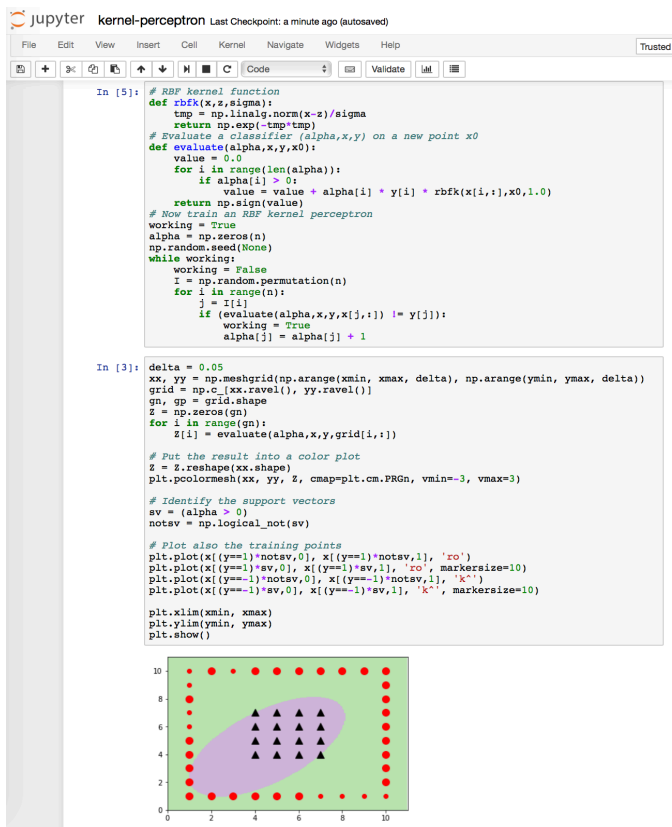 jupyter kernel-perceptron Last Checkpoint: a minute ago (autosaved)
File Edit View Insert Cell Kernel Navigate Widgets Help Trusted
Code Validate
In [5]:
# RBF kernel function
def rbfk(x,z,sigma):
    tmp = np.linalg.norm(x-z)/sigma
    return np.exp(-tmp*tmp)
# Evaluate a classifier (alpha,x,y) on a new point x0
def evaluate(alpha,x,y,x0):
    value = 0.0
    for i in range(len(alpha)):
        if alpha[i] > 0:
            value = value + alpha[i] * y[i] * rbfk(x[i,:],x0,1.0)
    return np.sign(value)
# Now train an RBF kernel perceptron
working = True
alpha = np.zeros(n)
np.random.seed(None)
while working:
    working = False
    I = np.random.permutation(n)
    for i in range(n):
        j = I[i]
        if (evaluate(alpha,x,y,x[j,:]) != y[j]):
            working = True
            alpha[j] = alpha[j] + 1
In [3]:
delta = 0.05
xx, yy = np.meshgrid(np.arange(xmin, xmax, delta), np.arange(ymin, ymax, delta))
grid = np.c_[xx.ravel(), yy.ravel()]
gn, gp = grid.shape
Z = np.zeros(gn)
for i in range(gn):
    Z[i] = evaluate(alpha,x,y,grid[i,:])
# Put the result into a color plot
Z = Z.reshape(xx.shape)
plt.pcolormesh(xx, yy, Z, cmap=plt.cm.PRGn, vmin=-3, vmax=3)
# Identify the support vectors
sv = (alpha > 0)
notsv = np.logical_not(sv)
# Plot also the training points
plt.plot(x[(y==1)*notsv,0], x[(y==1)*notsv,1], 'ro')
plt.plot(x[(y==1)*sv,0], x[(y==1)*sv,1], 'ro', markersize=10)
plt.plot(x[(y==-1)*notsv,0], x[(y==-1)*notsv,1], 'k^')
plt.plot(x[(y==-1)*sv,0], x[(y==-1)*sv,1], 'k^', markersize=10)
plt.xlim(xmin, xmax)
plt.ylim(ymin, ymax)
plt.show()
10
8
6
4
2
0
0 2 4 6 8 10